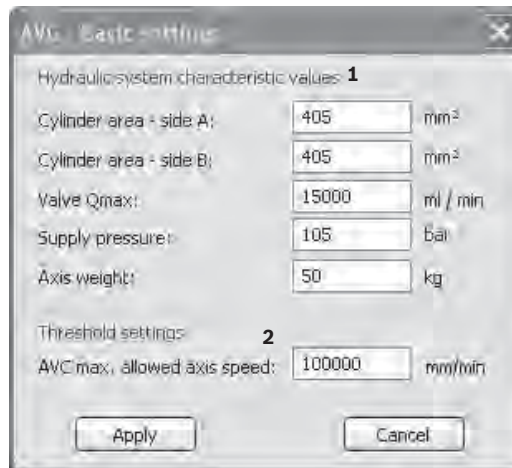 AVC - Basic settings
Hydraulic system characteristic values 1
Cylinder area - side A: 405 mm²
Cylinder area - side B: 405 mm²
Valve Qmax: 15000 ml / min
Supply pressure: 105 bar
Axis weight: 50 kg
Threshold settings 2
AVC max. allowed axis speed: 100000 mm/min
Apply Cancel